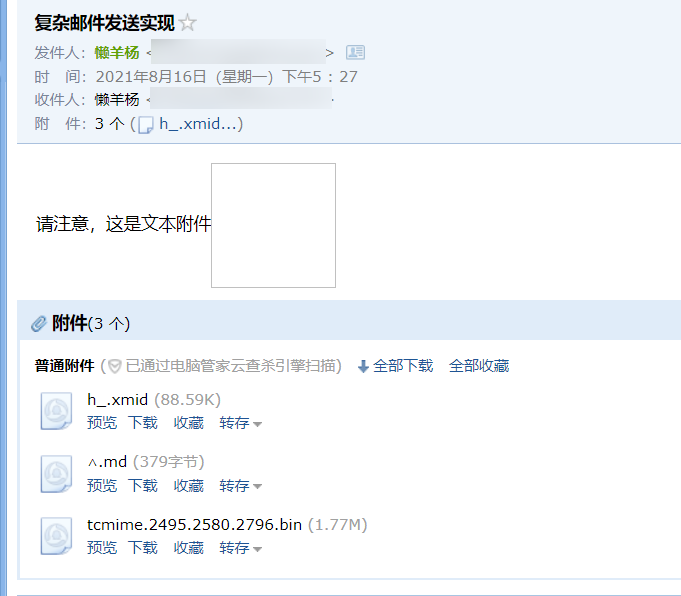 复杂邮件发送实现
发件人：懒羊杨 < >
时 间：2021年8月16日（星期一）下午5：27
收件人：懒羊杨 <
附 件：3 个 ( h_.xmid...)
请注意，这是文本附件
附件(3 个)
普通附件 (已通过电脑管家云查杀引擎扫描) 全部下载 全部收藏
h_.xmid (88.59K)
预览 下载 收藏 转存
^.md (379字节)
预览 下载 收藏 转存
tcmime.2495.2580.2796.bin (1.77M)
预览 下载 收藏 转存